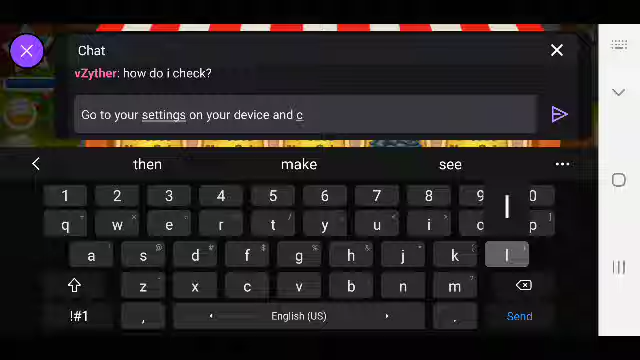 Chat
vZyther: how do i check?
Go to your settings on your device and c
then make see
1 2 3 4 5 6 7 8 9 0
q w e r t y u i o p
a s d f g h j k l
z x c v b n m
!#1 , English (US) . Send